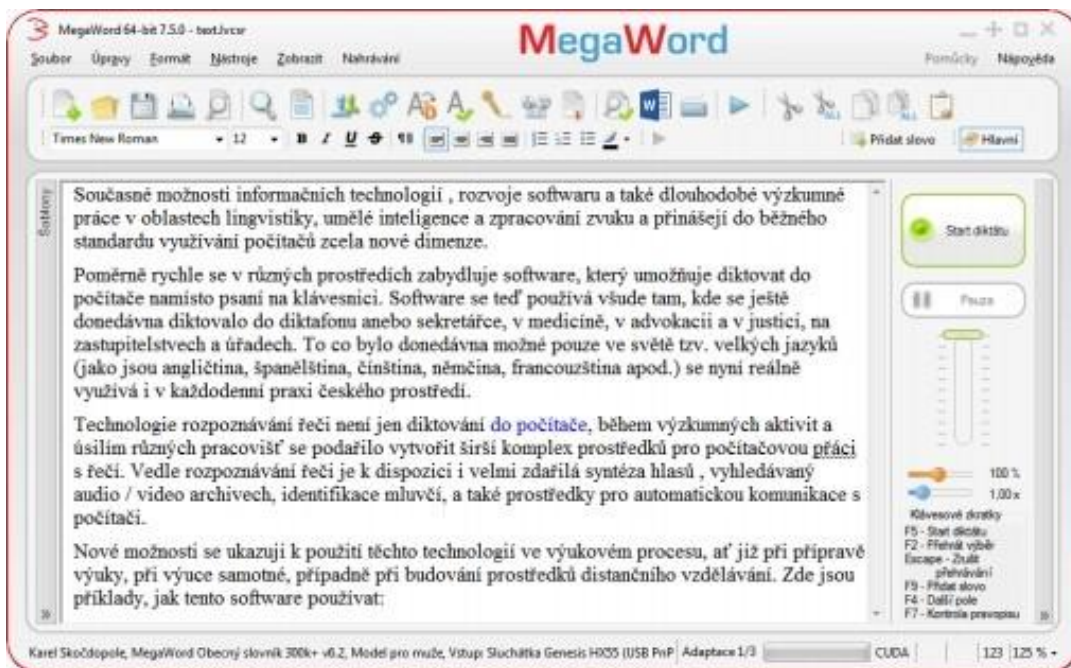 MegaWord 64-bit 7.5.0 - text.lvcsr
MegaWord
Soubor Úpravy Formát Nástroje Zobrazit Nahrávání Pomůcky Nápověda
Times New Roman 12 B I U Přidat slovo Hlavní
Šablony
Současné možnosti informačních technologií , rozvoje softwaru a také dlouhodobé výzkumné
práce v oblastech lingvistiky, umělé inteligence a zpracování zvuku a přinášejí do běžného
standardu využívání počítačů zcela nové dimenze.
Poměrně rychle se v různých prostředích zabydluje software, který umožňuje diktovat do
počítače namísto psaní na klávesnici. Software se teď používá všude tam, kde se ještě
donedávna diktovalo do diktafonu anebo sekretářce, v medicíně, v advokacii a v justici, na
zastupitelstvech a úřadech. To co bylo donedávna možné pouze ve světě tzv. velkých jazyků
(jako jsou angličtina, španělština, čínština, němčina, francouzština apod.) se nyní reálně
využívá i v každodenní praxi českého prostředí.
Technologie rozpoznávání řeči není jen diktování do počítače, během výzkumných aktivit a
úsilím různých pracovišť se podařilo vytvořit širší komplex prostředků pro počítačovou práci
s řečí. Vedle rozpoznávání řeči je k dispozici i velmi zdařilá syntéza hlasů , vyhledávaný
audio / video archivech, identifikace mluvčí, a také prostředky pro automatickou komunikace s
počítači.
Nové možnosti se ukazují k použití těchto technologií ve výukovém procesu, ať již při přípravě
výuky, při výuce samotné, případně při budování prostředků distančního vzdělávání. Zde jsou
příklady, jak tento software používat:
Start diktátu
Pauza
100 %
1,00 x
Klávesové zkratky
F5 - Start diktátu
F2 - Přehrát výběr
Escape - Zrušit
přehrávání
F9 - Přidat slovo
F4 - Další pole
F7 - Kontrola pravopisu
Karel Skočdopole, MegaWord Obecný slovník 300k+ v6.2, Model pro muže, Vstup: Sluchátka Genesis HX55 (USB PnP Adaptace 1/3 CUDA 123 125 %